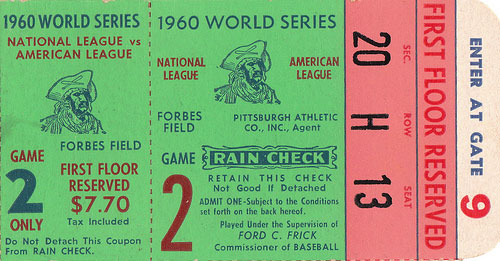 1960 WORLD SERIES
NATIONAL LEAGUE vs
AMERICAN LEAGUE
FORBES FIELD
GAME
2
ONLY
FIRST FLOOR
RESERVED
$7.70
Tax Included
Do Not Detach This Coupon
From RAIN CHECK.
1960 WORLD SERIES
NATIONAL
LEAGUE
AMERICAN
LEAGUE
FORBES
FIELD
PITTSBURGH ATHLETIC
CO., INC., Agent
GAME
2
RAIN CHECK
RETAIN THIS CHECK
Not Good If Detached
ADMIT ONE-Subject to the Conditions
set forth on the back hereof.
Played Under the Supervision of
FORD C. FRICK
Commissioner of BASEBALL
20 H 13
SEC. ROW SEAT
FIRST FLOOR RESERVED
ENTER AT GATE 9